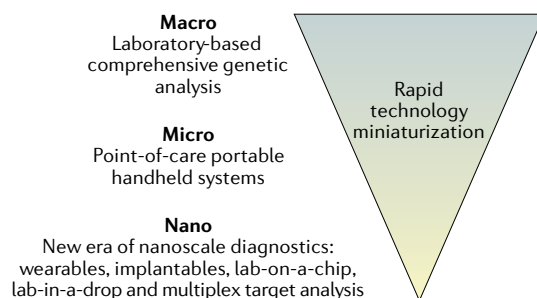 Macro
Laboratory-based
comprehensive genetic
analysis
Rapid
technology
miniaturization
Micro
Point-of-care portable
handheld systems
Nano
New era of nanoscale diagnostics:
wearables, implantables, lab-on-a-chip,
lab-in-a-drop and multiplex target analysis